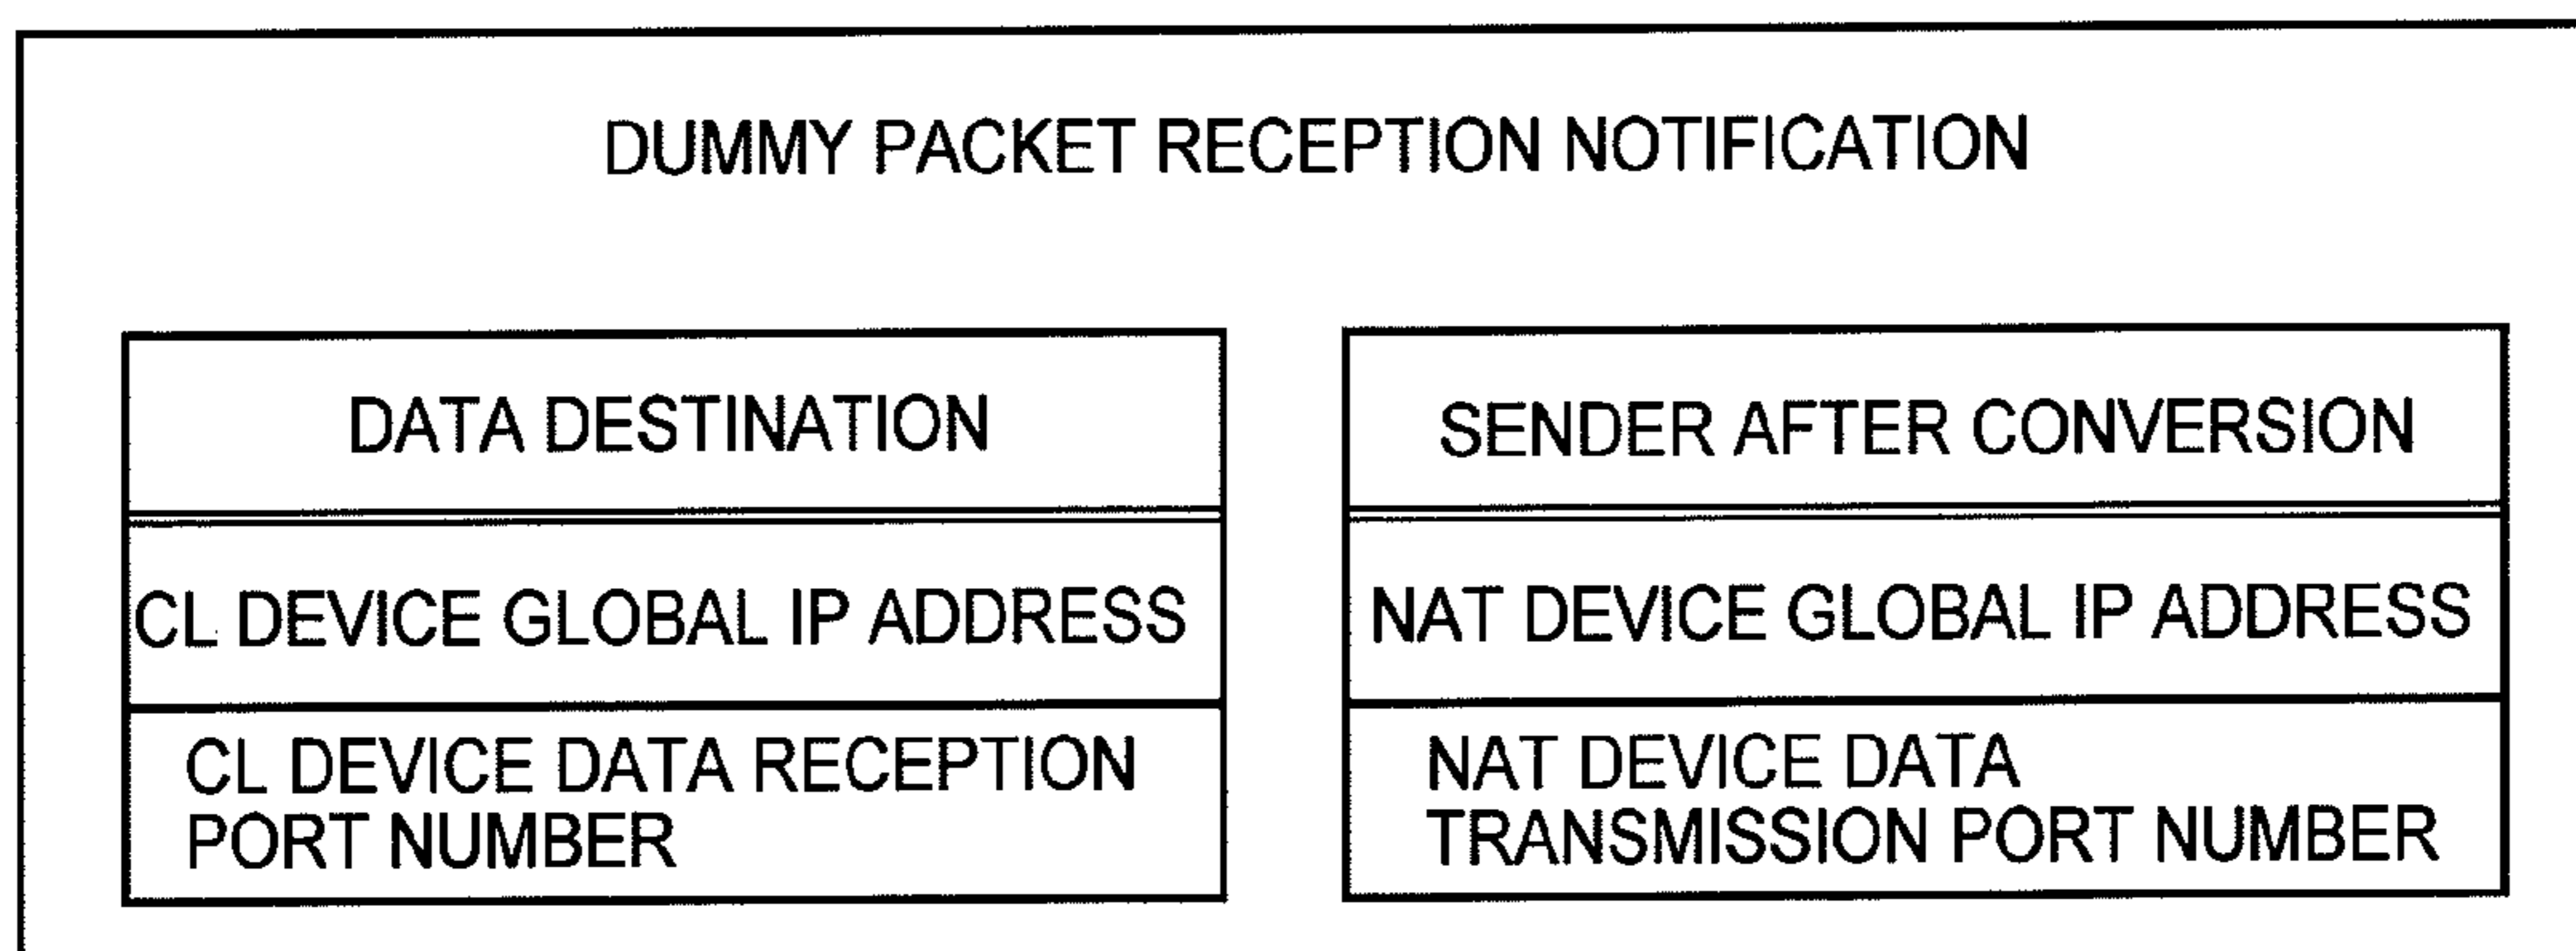 DUMMY PACKET RECEPTION NOTIFICATION
DATA DESTINATION
CL DEVICE GLOBAL IP ADDRESS
CL DEVICE DATA RECEPTION
PORT NUMBER
SENDER AFTER CONVERSION
NAT DEVICE GLOBAL IP ADDRESS
NAT DEVICE DATA
TRANSMISSION PORT NUMBER